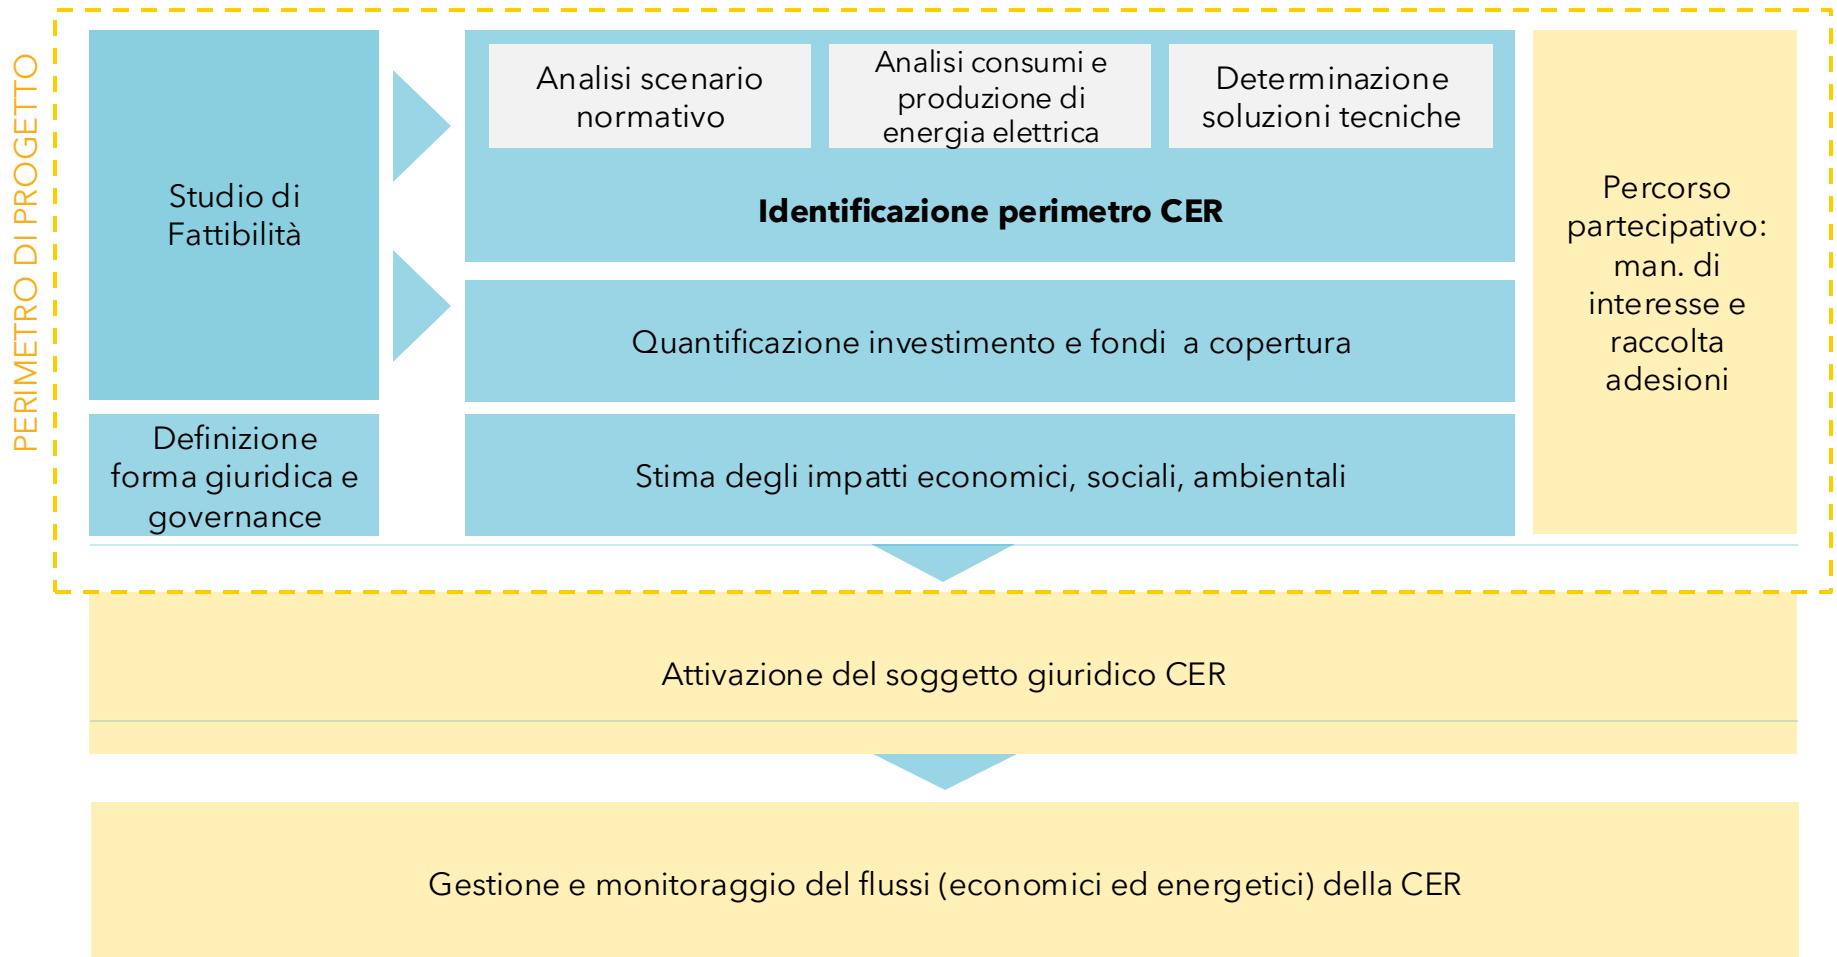 PERIMETRO DI PROGETTO
Studio di
Fattibilità
Analisi scenario
normativo
Analisi consumi e
produzione di
energia elettrica
Determinazione
soluzioni tecniche
Identificazione perimetro CER
Quantificazione investimento e fondi  a copertura
Definizione
forma giuridica e
governance
Stima degli impatti economici, sociali, ambientali
Percorso
partecipativo:
man. di
interesse e
raccolta
adesioni
Attivazione del soggetto giuridico CER
Gestione e monitoraggio del flussi (economici ed energetici) della CER